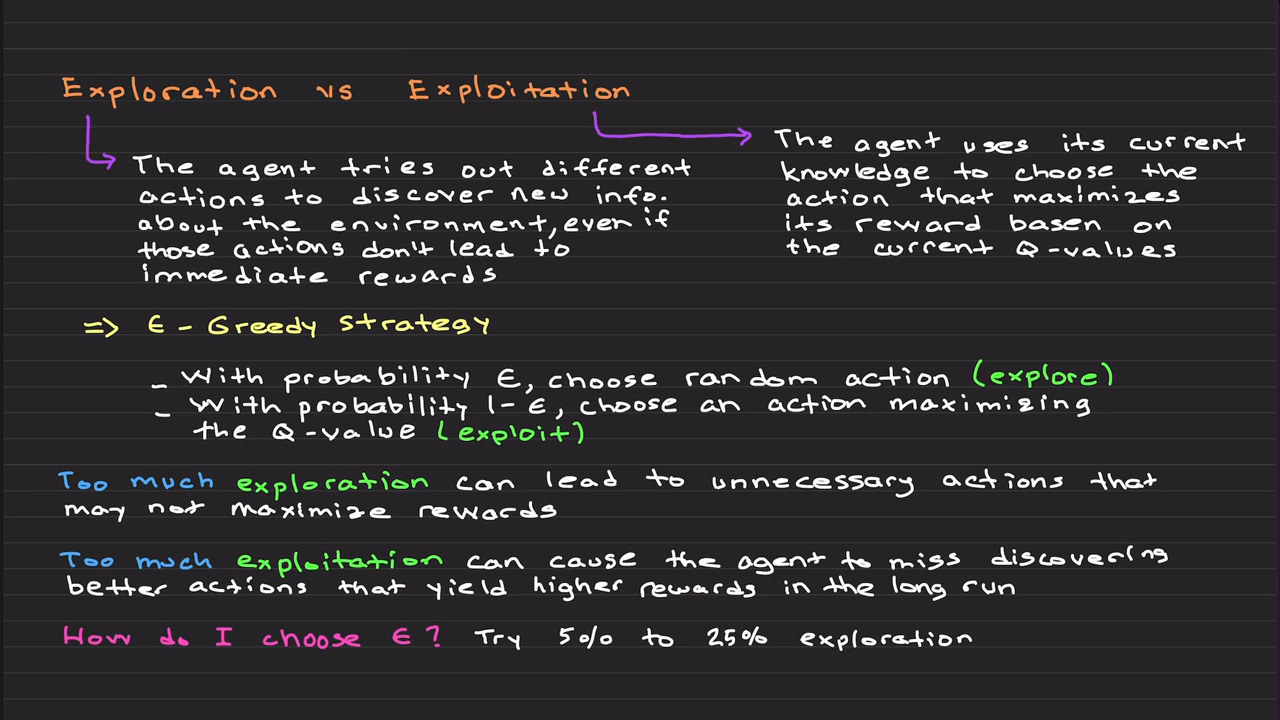 Exploration vs Exploitation
The agent tries out different
actions to discover new info.
about the environment, even if
those actions don't lead to
immediate rewards
The agent uses its current
knowledge to choose the
action that maximizes
its reward basen on
the current Q-values
=> ϵ - Greedy strategy
- With probability ϵ, choose random action (explore)
- With probability 1-ϵ, choose an action maximizing
the Q-value (exploit)
Too much exploration can lead to unnecessary actions that
may not maximize rewards
Too much exploitation can cause the agent to miss discovering
better actions that yield higher rewards in the long run
How do I choose ϵ? Try 5% to 25% exploration